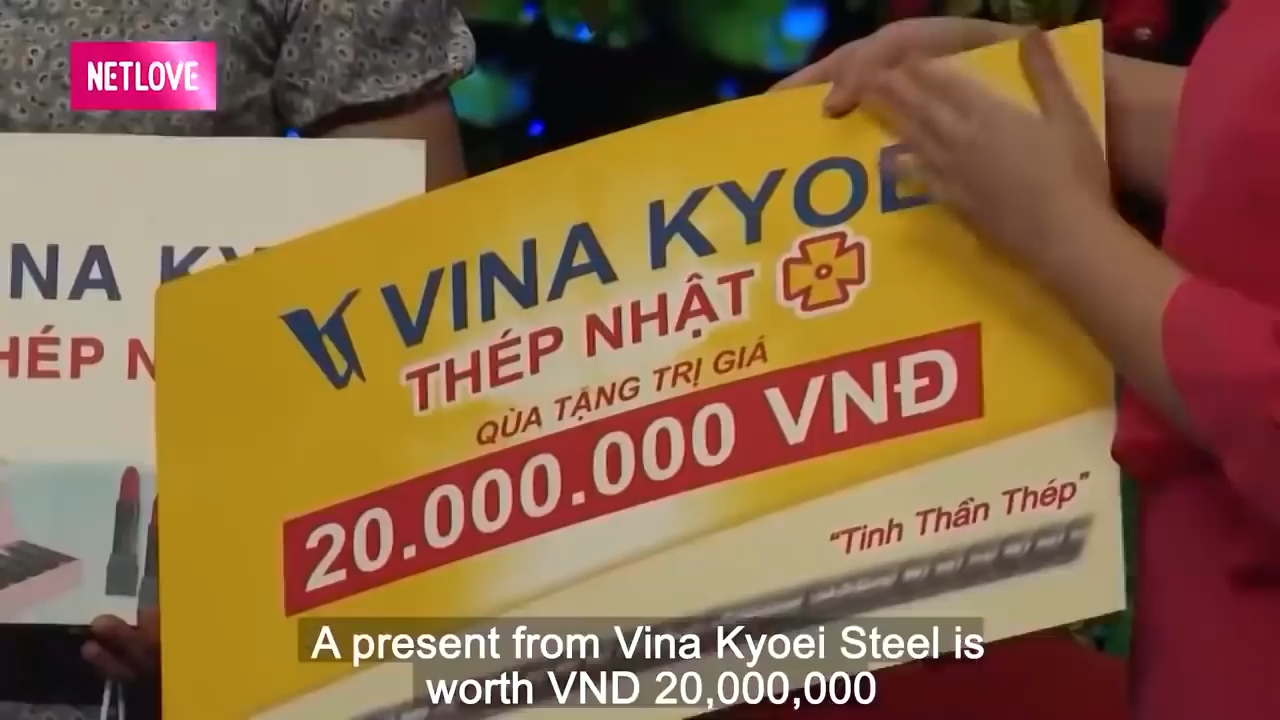 NETLOVE
NA KY
HÉP N
VINA KYOE
THÉP NHẬT
QÙA TẶNG TRỊ GIÁ
20.000.000 VNĐ
“Tinh Thần Thép”
A present from Vina Kyoei Steel is
worth VND 20,000,000